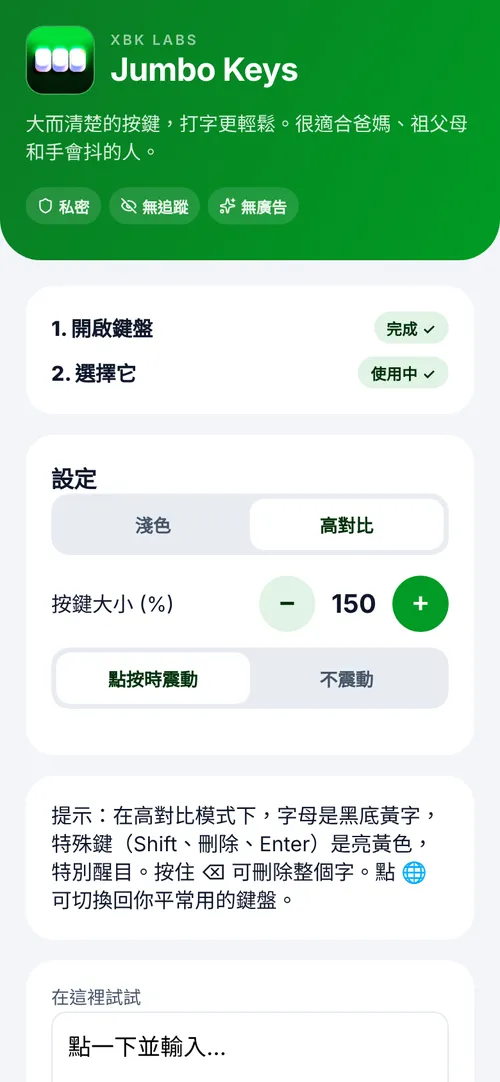 XBK LABS
Jumbo Keys
大而清楚的按鍵，打字更輕鬆。很適合爸媽、祖父母
和手會抖的人。
私密 無追蹤 無廣告
1. 開啟鍵盤 完成 ✓
2. 選擇它 使用中 ✓
設定
淺色 高對比
按鍵大小 (%) − 150 +
點按時震動 不震動
提示：在高對比模式下，字母是黑底黃字，
特殊鍵（Shift、刪除、Enter）是亮黃色，
特別醒目。按住 ⌫ 可刪除整個字。點 🌐
可切換回你平常用的鍵盤。
在這裡試試
點一下並輸入...